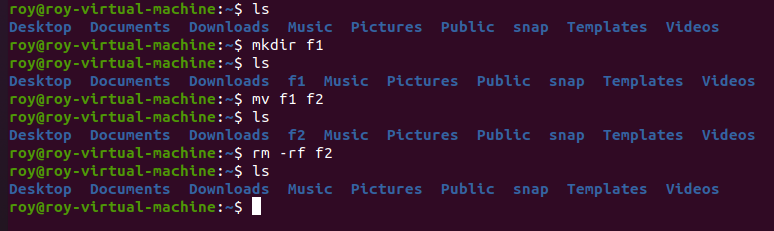 roy@roy-virtual-machine:~$ ls
Desktop  Documents  Downloads  Music  Pictures  Public  snap  Templates  Videos
roy@roy-virtual-machine:~$ mkdir f1
roy@roy-virtual-machine:~$ ls
Desktop  Documents  Downloads  f1  Music  Pictures  Public  snap  Templates  Videos
roy@roy-virtual-machine:~$ mv f1 f2
roy@roy-virtual-machine:~$ ls
Desktop  Documents  Downloads  f2  Music  Pictures  Public  snap  Templates  Videos
roy@roy-virtual-machine:~$ rm -rf f2
roy@roy-virtual-machine:~$ ls
Desktop  Documents  Downloads  Music  Pictures  Public  snap  Templates  Videos
roy@roy-virtual-machine:~$